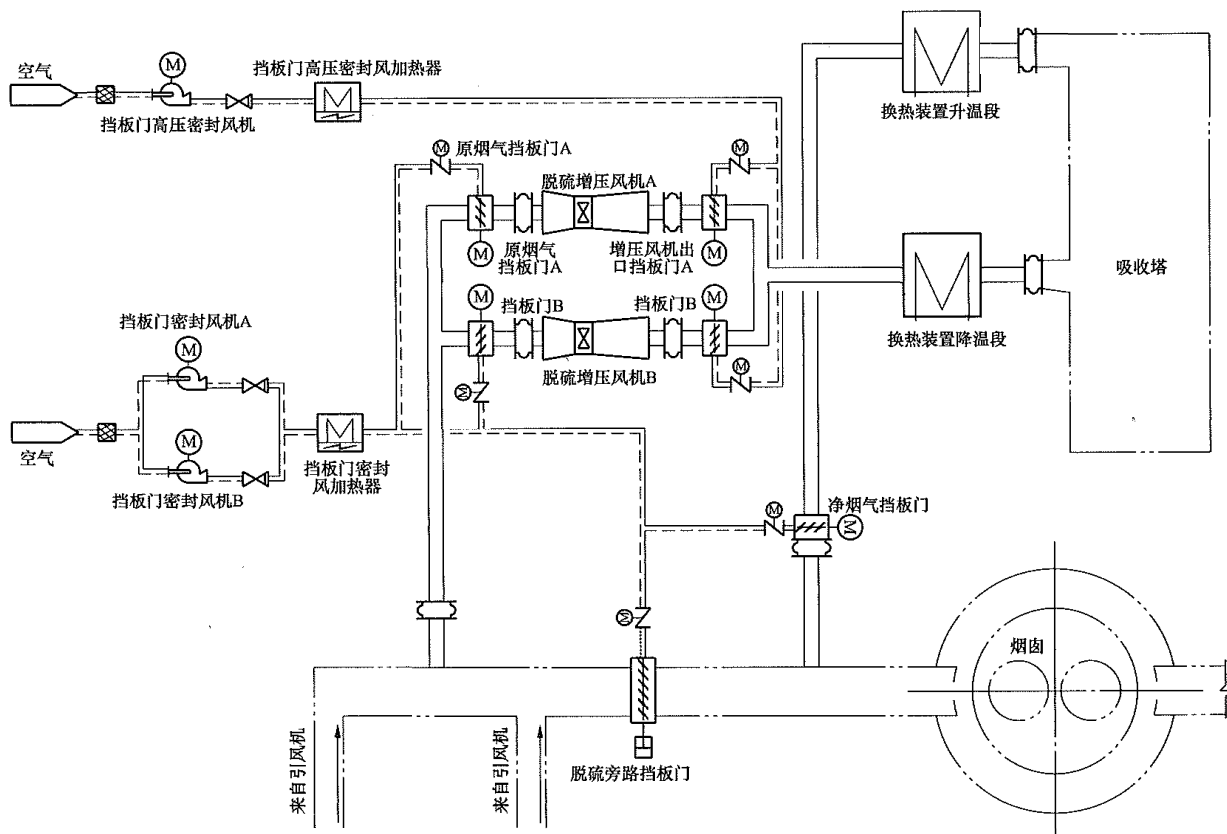 空气
M
挡板门高压密封风机
挡板门高压密封风加热器
换热装置升温段
M
原烟气挡板门A
M
脱硫增压风机A
M
原烟气
挡板门A
增压风机出
口挡板门A
M
M
挡板门B
挡板门B
M
脱硫增压风机B
M
M
换热装置降温段
吸收塔
挡板门密封风机A
M
空气
M
挡板门密封风机B
挡板门密封
风加热器
M
净烟气挡板门
M
M
烟囱
来自引风机
来自引风机
脱硫旁路挡板门